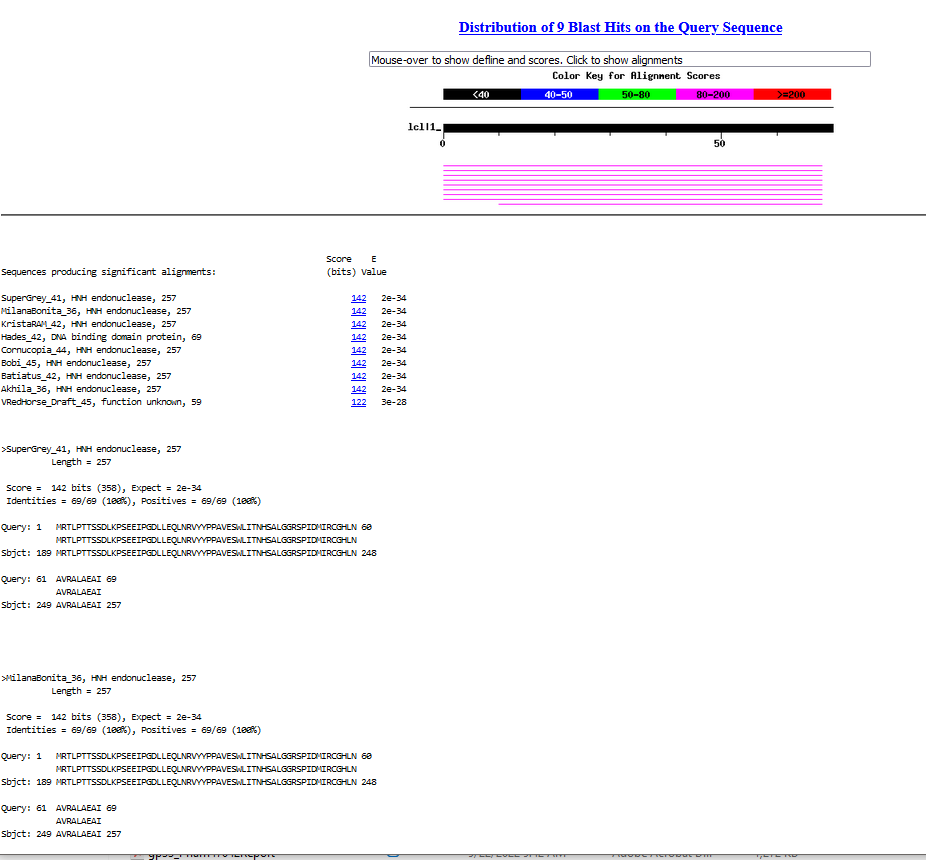 Distribution of 9 Blast Hits on the Query Sequence
Mouse-over to show defline and scores. Click to show alignments
Color Key for Alignment Scores
<40 40-50 50-80 80-200 >=200
lcl|1_
0 50
Score E
Sequences producing significant alignments: (bits) Value
SuperGrey_41, HNH endonuclease, 257 142 2e-34
MilanaBonita_36, HNH endonuclease, 257 142 2e-34
KristaRAM_42, HNH endonuclease, 257 142 2e-34
Hades_42, DNA binding domain protein, 69 142 2e-34
Cornucopia_44, HNH endonuclease, 257 142 2e-34
Bobi_45, HNH endonuclease, 257 142 2e-34
Batiatus_42, HNH endonuclease, 257 142 2e-34
Akhila_36, HNH endonuclease, 257 142 2e-34
VRedHorse_Draft_45, function unknown, 59 122 3e-28
>SuperGrey_41, HNH endonuclease, 257
Length = 257
Score = 142 bits (358), Expect = 2e-34
Identities = 69/69 (100%), Positives = 69/69 (100%)
Query: 1 MRTLPTTSSDLKPSEEIPGDLLEQLNRVYYPPAVESWLITNHSALGGRSPIDMIRCGHLN 60
MRTLPTTSSDLKPSEEIPGDLLEQLNRVYYPPAVESWLITNHSALGGRSPIDMIRCGHLN
Sbjct: 189 MRTLPTTSSDLKPSEEIPGDLLEQLNRVYYPPAVESWLITNHSALGGRSPIDMIRCGHLN 248
Query: 61 AVRALAEAI 69
AVRALAEAI
Sbjct: 249 AVRALAEAI 257
>MilanaBonita_36, HNH endonuclease, 257
Length = 257
Score = 142 bits (358), Expect = 2e-34
Identities = 69/69 (100%), Positives = 69/69 (100%)
Query: 1 MRTLPTTSSDLKPSEEIPGDLLEQLNRVYYPPAVESWLITNHSALGGRSPIDMIRCGHLN 60
MRTLPTTSSDLKPSEEIPGDLLEQLNRVYYPPAVESWLITNHSALGGRSPIDMIRCGHLN
Sbjct: 189 MRTLPTTSSDLKPSEEIPGDLLEQLNRVYYPPAVESWLITNHSALGGRSPIDMIRCGHLN 248
Query: 61 AVRALAEAI 69
AVRALAEAI
Sbjct: 249 AVRALAEAI 257